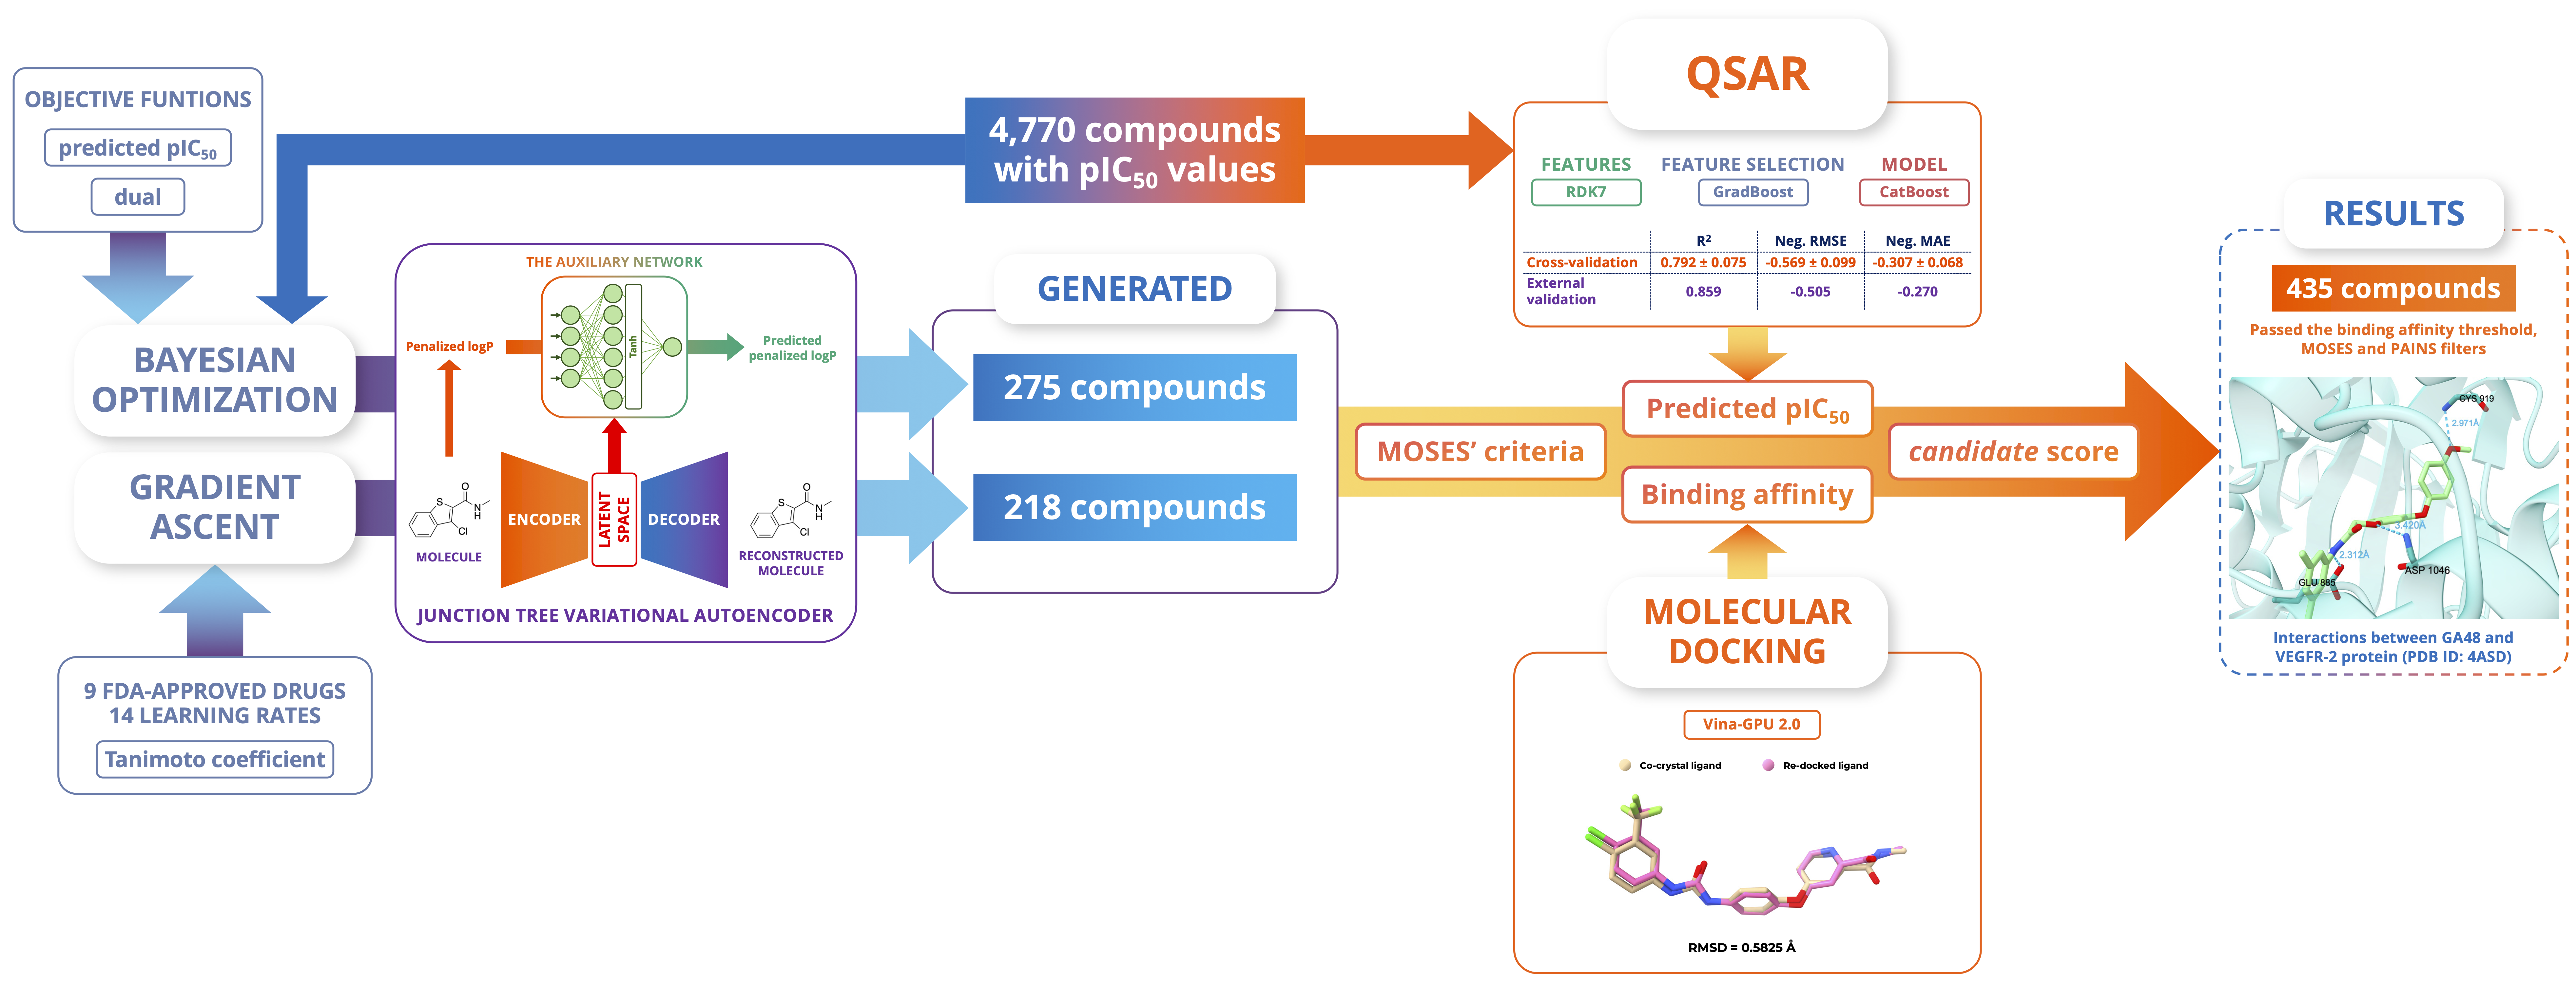 OBJECTIVE FUNTIONS
predicted pIC50
dual
BAYESIAN
OPTIMIZATION
GRADIENT
ASCENT
9 FDA-APPROVED DRUGS
14 LEARNING RATES
Tanimoto coefficient
4,770 compounds
with pIC50 values
THE AUXILIARY NETWORK
Penalized logP
Tanh
Predicted
penalized logP
S
O
N
H
Cl
MOLECULE
ENCODER
LATENT
SPACE
DECODER
S
O
N
H
Cl
RECONSTRUCTED
MOLECULE
JUNCTION TREE VARIATIONAL AUTOENCODER
GENERATED
275 compounds
218 compounds
QSAR
FEATURES FEATURE SELECTION MODEL
RDK7 GradBoost CatBoost
R² Neg. RMSE Neg. MAE
Cross-validation 0.792 ± 0.075 -0.569 ± 0.099 -0.307 ± 0.068
External
validation 0.859 -0.505 -0.270
MOSES’ criteria
Predicted pIC50
Binding affinity
candidate score
MOLECULAR
DOCKING
Vina-GPU 2.0
Co-crystal ligand Re-docked ligand
RMSD = 0.5825 Å
RESULTS
435 compounds
Passed the binding affinity threshold,
MOSES and PAINS filters
CYS 919
2.971Å
3.420Å
2.312Å
ASP 1046
GLU 885
Interactions between GA48 and
VEGFR-2 protein (PDB ID: 4ASD)